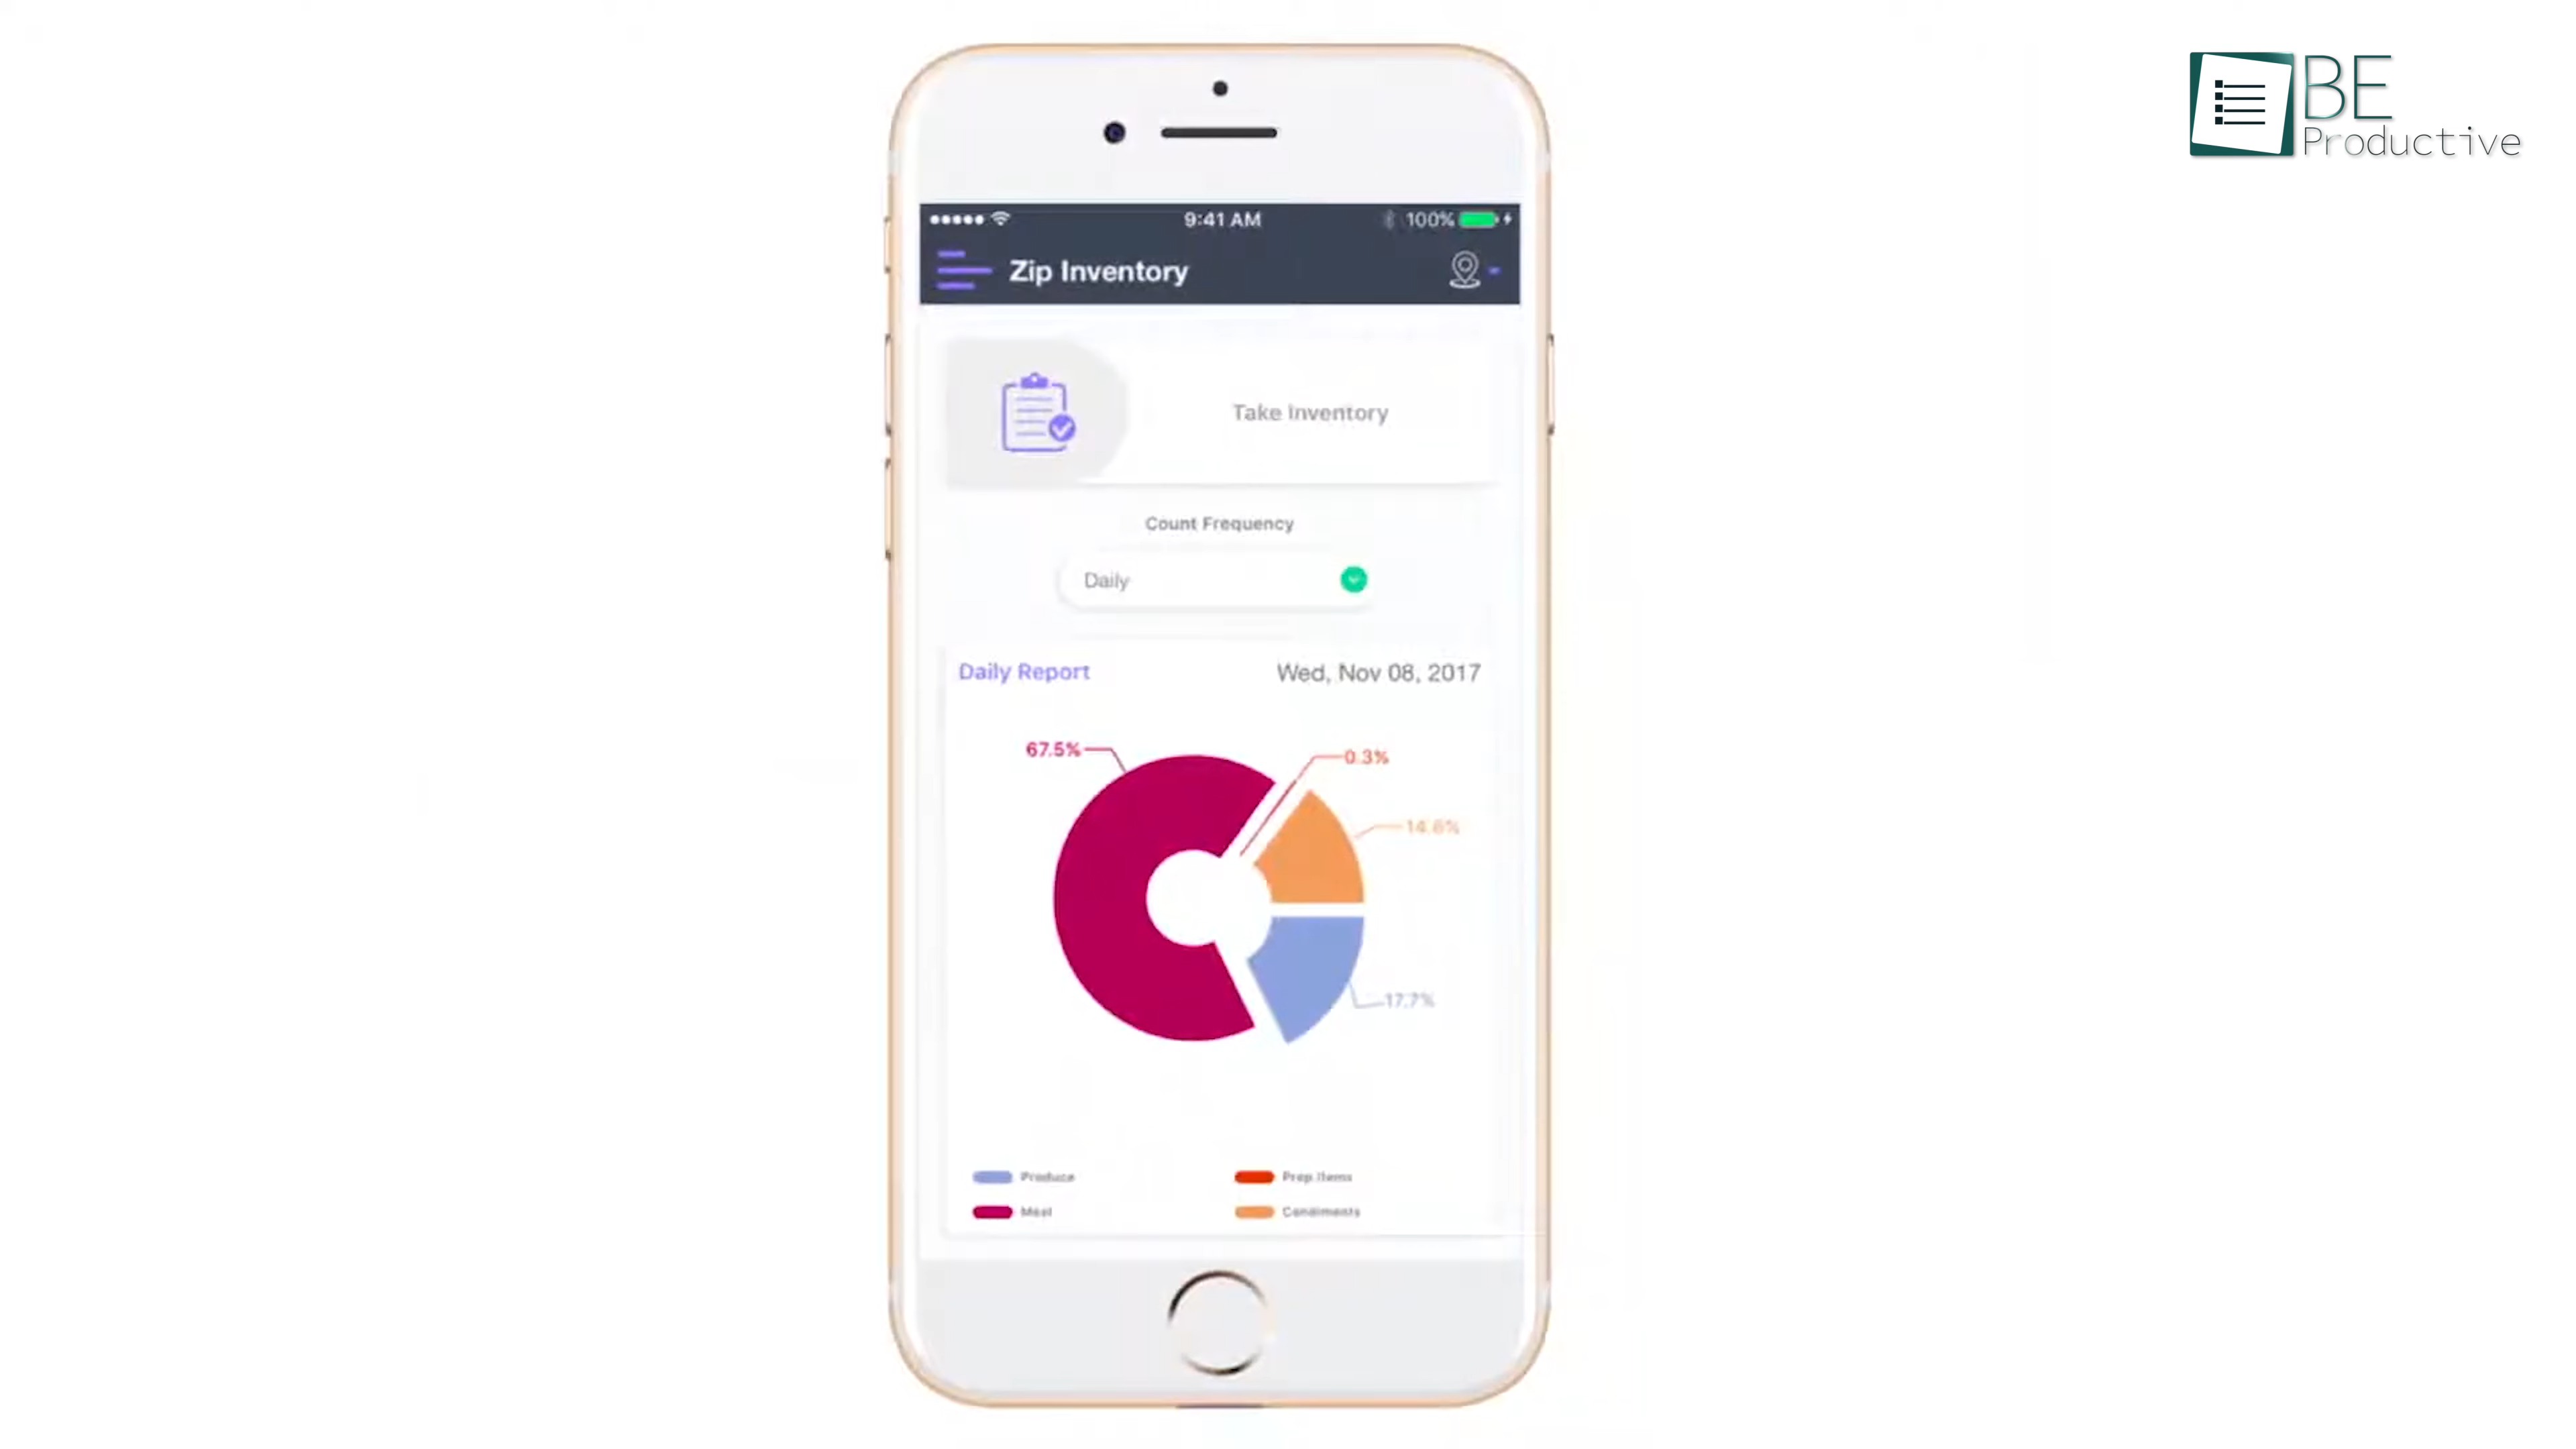 BE
Productive
9:41 AM
100%
Zip Inventory
Take Inventory
Count Frequency
Daily
Daily Report
Wed, Nov 08, 2017
67.5%
0.3%
14.6%
17.7%
Produce
Prep Items
Meat
Condiments